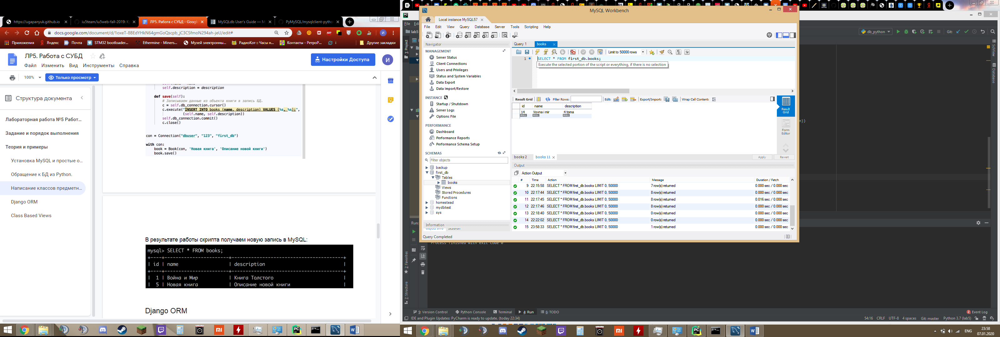 https://ugapanyuk.github.io
iu5team/iu5web-fall-2019:
ЛР5. Работа с СУБД - Googl
MySQLdb User's Guide — M
PyMySQL/mysqlclient-pytho
docs.google.com/document/d/1oxeT-8BEdYHkN64gmGoQscpb_jC3CSfmoN294ah-jeU/edit#
Приложения
Яндекс
Почта
STM32 bootloader...
Ethermine - Miners...
Музей электронны...
РадиоКот :: Часы н...
Контакты - РетроР...
Другие закладки
ЛР5. Работа с СУБД
Файл Изменить Вид Инструменты Справка
Настройки Доступа
И
100%
Только просмотр
Структура документа
Лабораторная работа №5 Работ...
Задание и порядок выполнения
Теория и примеры
Установка MySQL и простые о...
Обращение к БД из Python.
Написание классов предметн...
Django ORM
Class Based Views
self.description = description
def save(self):
# Записываем данные из объекта книги в запись БД.
c = self.db_connection.cursor()
c.execute("INSERT INTO books (name, description) VALUES (%s, %s);",
(self.name, self.description))
self.db_connection.commit()
c.close()
con = Connection("dbuser", "123", "first_db")
with con:
book = Book(con, 'Новая книга', 'Описание новой книги')
book.save()
В результате работы скрипта получаем новую запись в MySQL:
mysql> SELECT * FROM books;
+----+--------------------+-----------------------------------+
| id | name | description |
+----+--------------------+-----------------------------------+
| 1 | Война и Мир | Книга Толстого |
| 5 | Новая книга | Описание новой книги
Django ORM
MySQL Workbench
Local instance MySQL57
File Edit View Query Database Server Tools Scripting Help
Navigator
MANAGEMENT
Server Status
Client Connections
Users and Privileges
Status and System Variables
Data Export
Data Import/Restore
INSTANCE
Startup / Shutdown
Server Logs
Options File
PERFORMANCE
Dashboard
Performance Reports
Performance Schema Setup
SCHEMAS
Filter objects
backup
first_db
Tables
books
Views
Stored Procedures
Functions
homestead
mydbtest
sys
Information
Object Info Session
Query Completed
Query 1
books
Limit to 50000 rows
1 SELECT * FROM first_db.books;
Execute the selected portion of the script or everything, if there is no selection
Result Grid Filter Rows: Edit: Export/Import: Wrap Cell Content:
id name description
14 Vovna i mir 4 toma
NULL NULL NULL
Result Grid
Form Editor
books 2
books 11
Apply Revert
Output
Action Output
# Time Action Message Duration / Fetch
9 22:15:58 SELECT * FROM first_db.books LIMIT 0, 50000 7 row(s) returned 0.000 sec / 0.000 sec
10 22:17:44 SELECT * FROM first_db.books LIMIT 0, 50000 8 row(s) returned 0.000 sec / 0.000 sec
11 22:17:45 SELECT * FROM first_db.books LIMIT 0, 50000 8 row(s) returned 0.016 sec / 0.000 sec
12 22:17:46 SELECT * FROM first_db.books LIMIT 0, 50000 8 row(s) returned 0.000 sec / 0.000 sec
13 22:18:40 SELECT * FROM first_db.books LIMIT 0, 50000 0 row(s) returned 0.000 sec / 0.000 sec
14 22:22:02 SELECT * FROM first_db.books LIMIT 0, 50000 0 row(s) returned 0.000 sec / 0.000 sec
15 23:58:33 SELECT * FROM first_db.books LIMIT 0, 50000 1 row(s) returned 0.000 sec / 0.000 sec
File
lab5
1: Project
db_python
Git:
SciView
Database
n))
Run:
Process finished with exit code 0
2: Favorites
7: Structure
9: Version Control
Python Console
Terminal
4: Run
6: TODO
2 Event Log
IDE and Plugin Updates: PyCharm is ready to update. (today 22:34)
54:16 CRLF UTF-8 4 spaces Git: master Python 3.7 (lab5)
ENG
23:58
07.01.2020